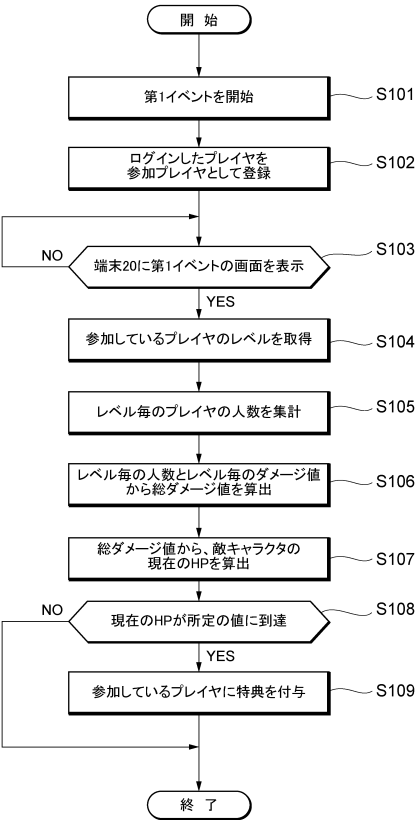 開 始
第1イベントを開始
S101
ログインしたプレイヤを
参加プレイヤとして登録
S102
端末20に第1イベントの画面を表示
S103
NO
YES
参加しているプレイヤのレベルを取得
S104
レベル毎のプレイヤの人数を集計
S105
レベル毎の人数とレベル毎のダメージ値
から総ダメージ値を算出
S106
総ダメージ値から、敵キャラクタの
現在のHPを算出
S107
現在のHPが所定の値に到達
S108
NO
YES
参加しているプレイヤに特典を付与
S109
終 了